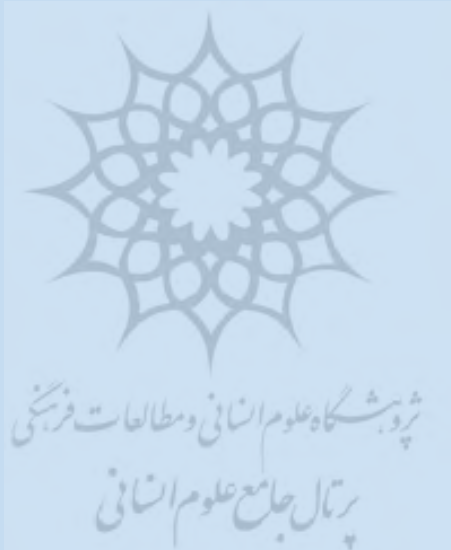 پژوهشگاه علوم انسانی و مطالعات فرهنگی
پرتال جامع علوم انسانی